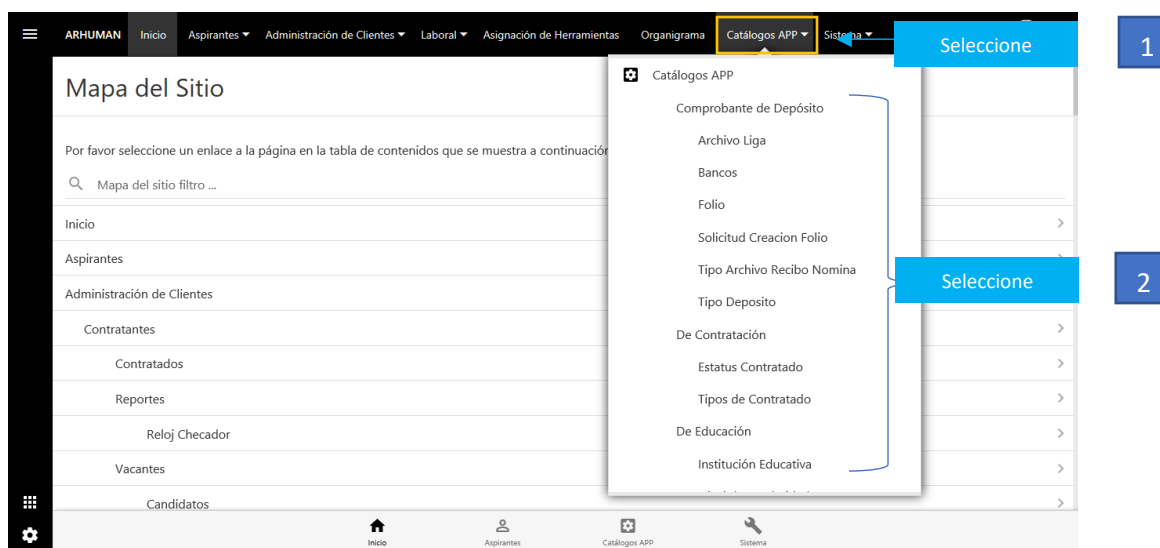 ARHUMAN Inicio Aspirantes Administración de Clientes Laboral Asignación de Herramientas Organigrama Catálogos APP Sistema
Seleccione
1
Mapa del Sitio
Por favor seleccione un enlace a la página en la tabla de contenidos que se muestra a continuación
Mapa del sitio filtro ...
Inicio
Aspirantes
Administración de Clientes
Contratantes
Contratados
Reportes
Reloj Checador
Vacantes
Candidatos
Catálogos APP
Comprobante de Depósito
Archivo Liga
Bancos
Folio
Solicitud Creacion Folio
Tipo Archivo Recibo Nomina
Tipo Deposito
De Contratación
Estatus Contratado
Tipos de Contratado
De Educación
Institución Educativa
Seleccione
2
Inicio
Aspirantes
Catálogos APP
Sistema